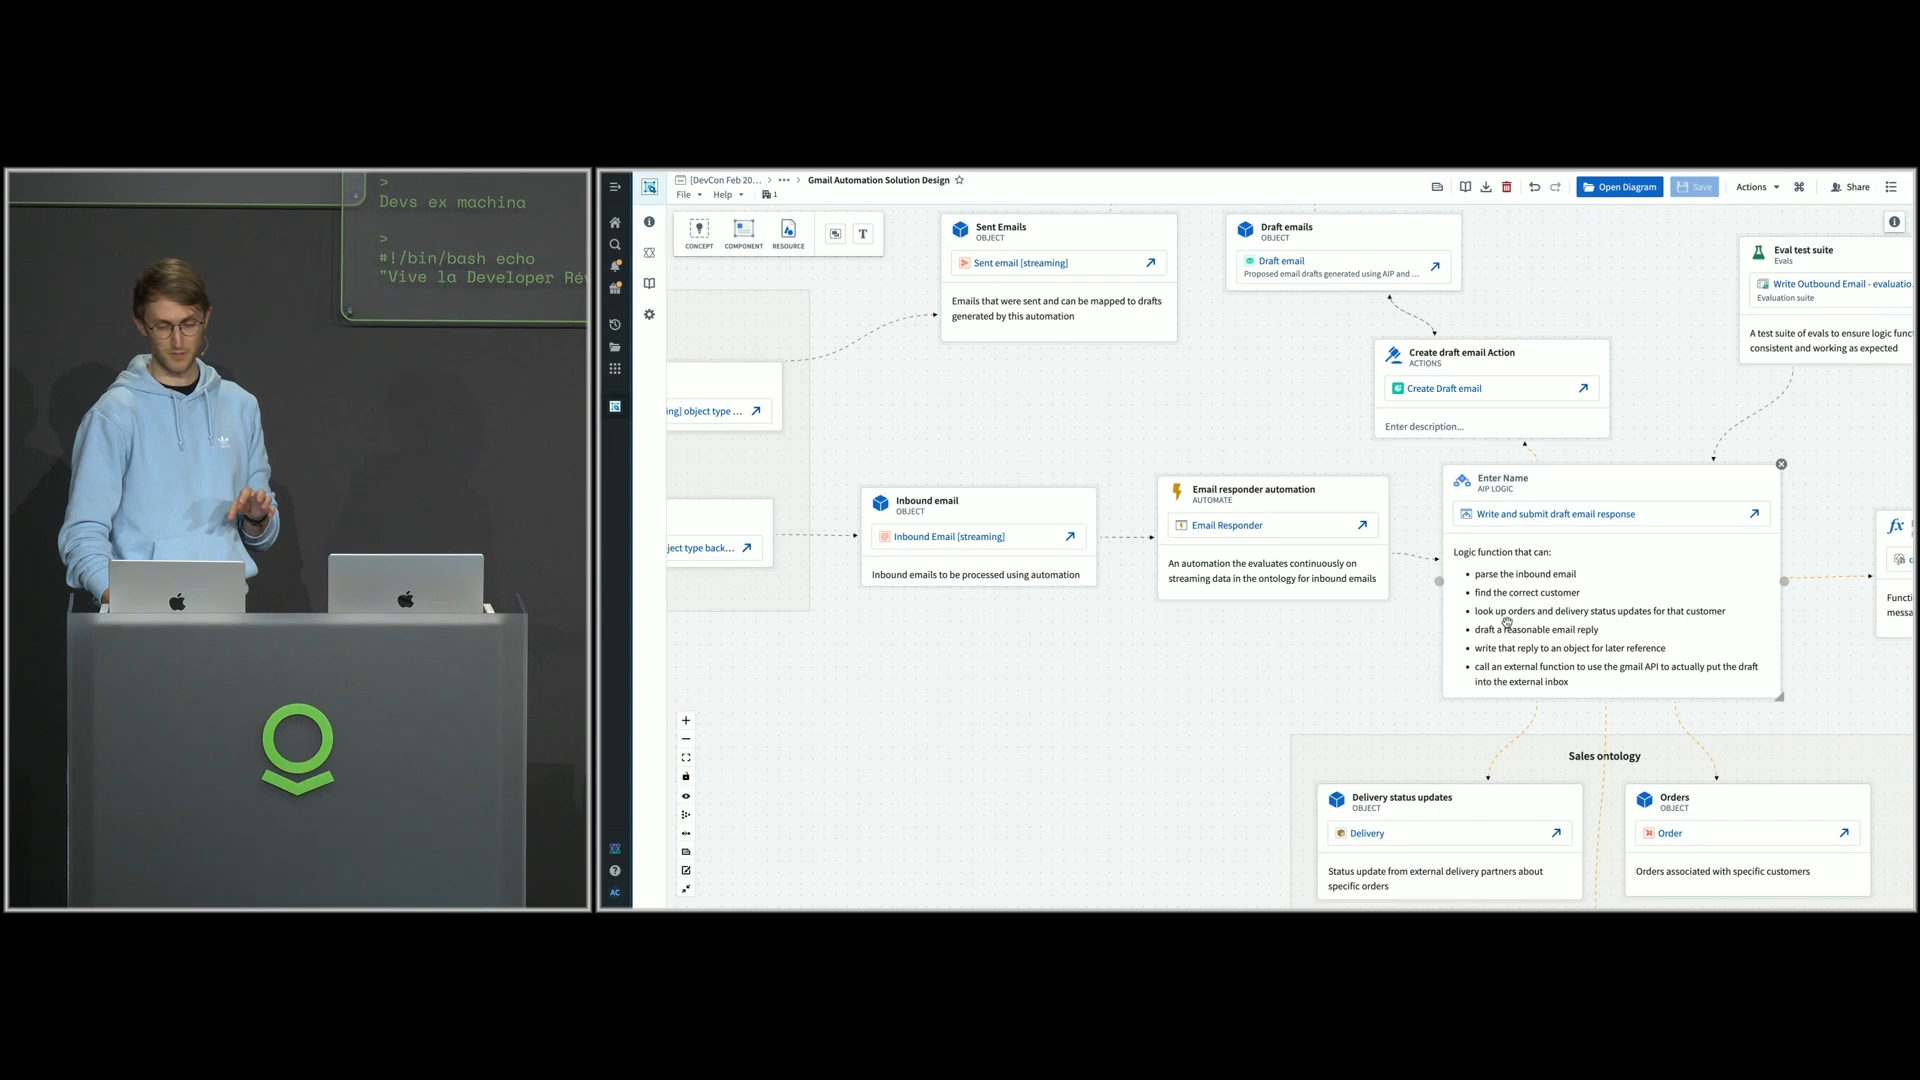 >
Devs ex machina
>
#!/bin/bash echo
"Vive la Developer Rév
[DevCon Feb 20... > ••• > Gmail Automation Solution Design
File Help 1
Open Diagram
Save
Actions
Share
CONCEPT
COMPONENT
RESOURCE
T
Sent Emails
OBJECT
Sent email [streaming]
Emails that were sent and can be mapped to drafts
generated by this automation
Draft emails
OBJECT
Draft email
Proposed email drafts generated using AIP and ...
Eval test suite
Evals
Write Outbound Email - evaluatio
Evaluation suite
A test suite of evals to ensure logic func
consistent and working as expected
Create draft email Action
ACTIONS
Create Draft email
Enter description...
ing] object type ...
ject type back...
Inbound email
OBJECT
Inbound Email [streaming]
Inbound emails to be processed using automation
Email responder automation
AUTOMATE
Email Responder
An automation the evaluates continuously on
streaming data in the ontology for inbound emails
Enter Name
AIP LOGIC
Write and submit draft email response
Logic function that can:
• parse the inbound email
• find the correct customer
• look up orders and delivery status updates for that customer
• draft a reasonable email reply
• write that reply to an object for later reference
• call an external function to use the gmail API to actually put the draft
into the external inbox
fx
Functi
messa
Sales ontology
Delivery status updates
OBJECT
Delivery
Status update from external delivery partners about
specific orders
Orders
OBJECT
Order
Orders associated with specific customers
AC